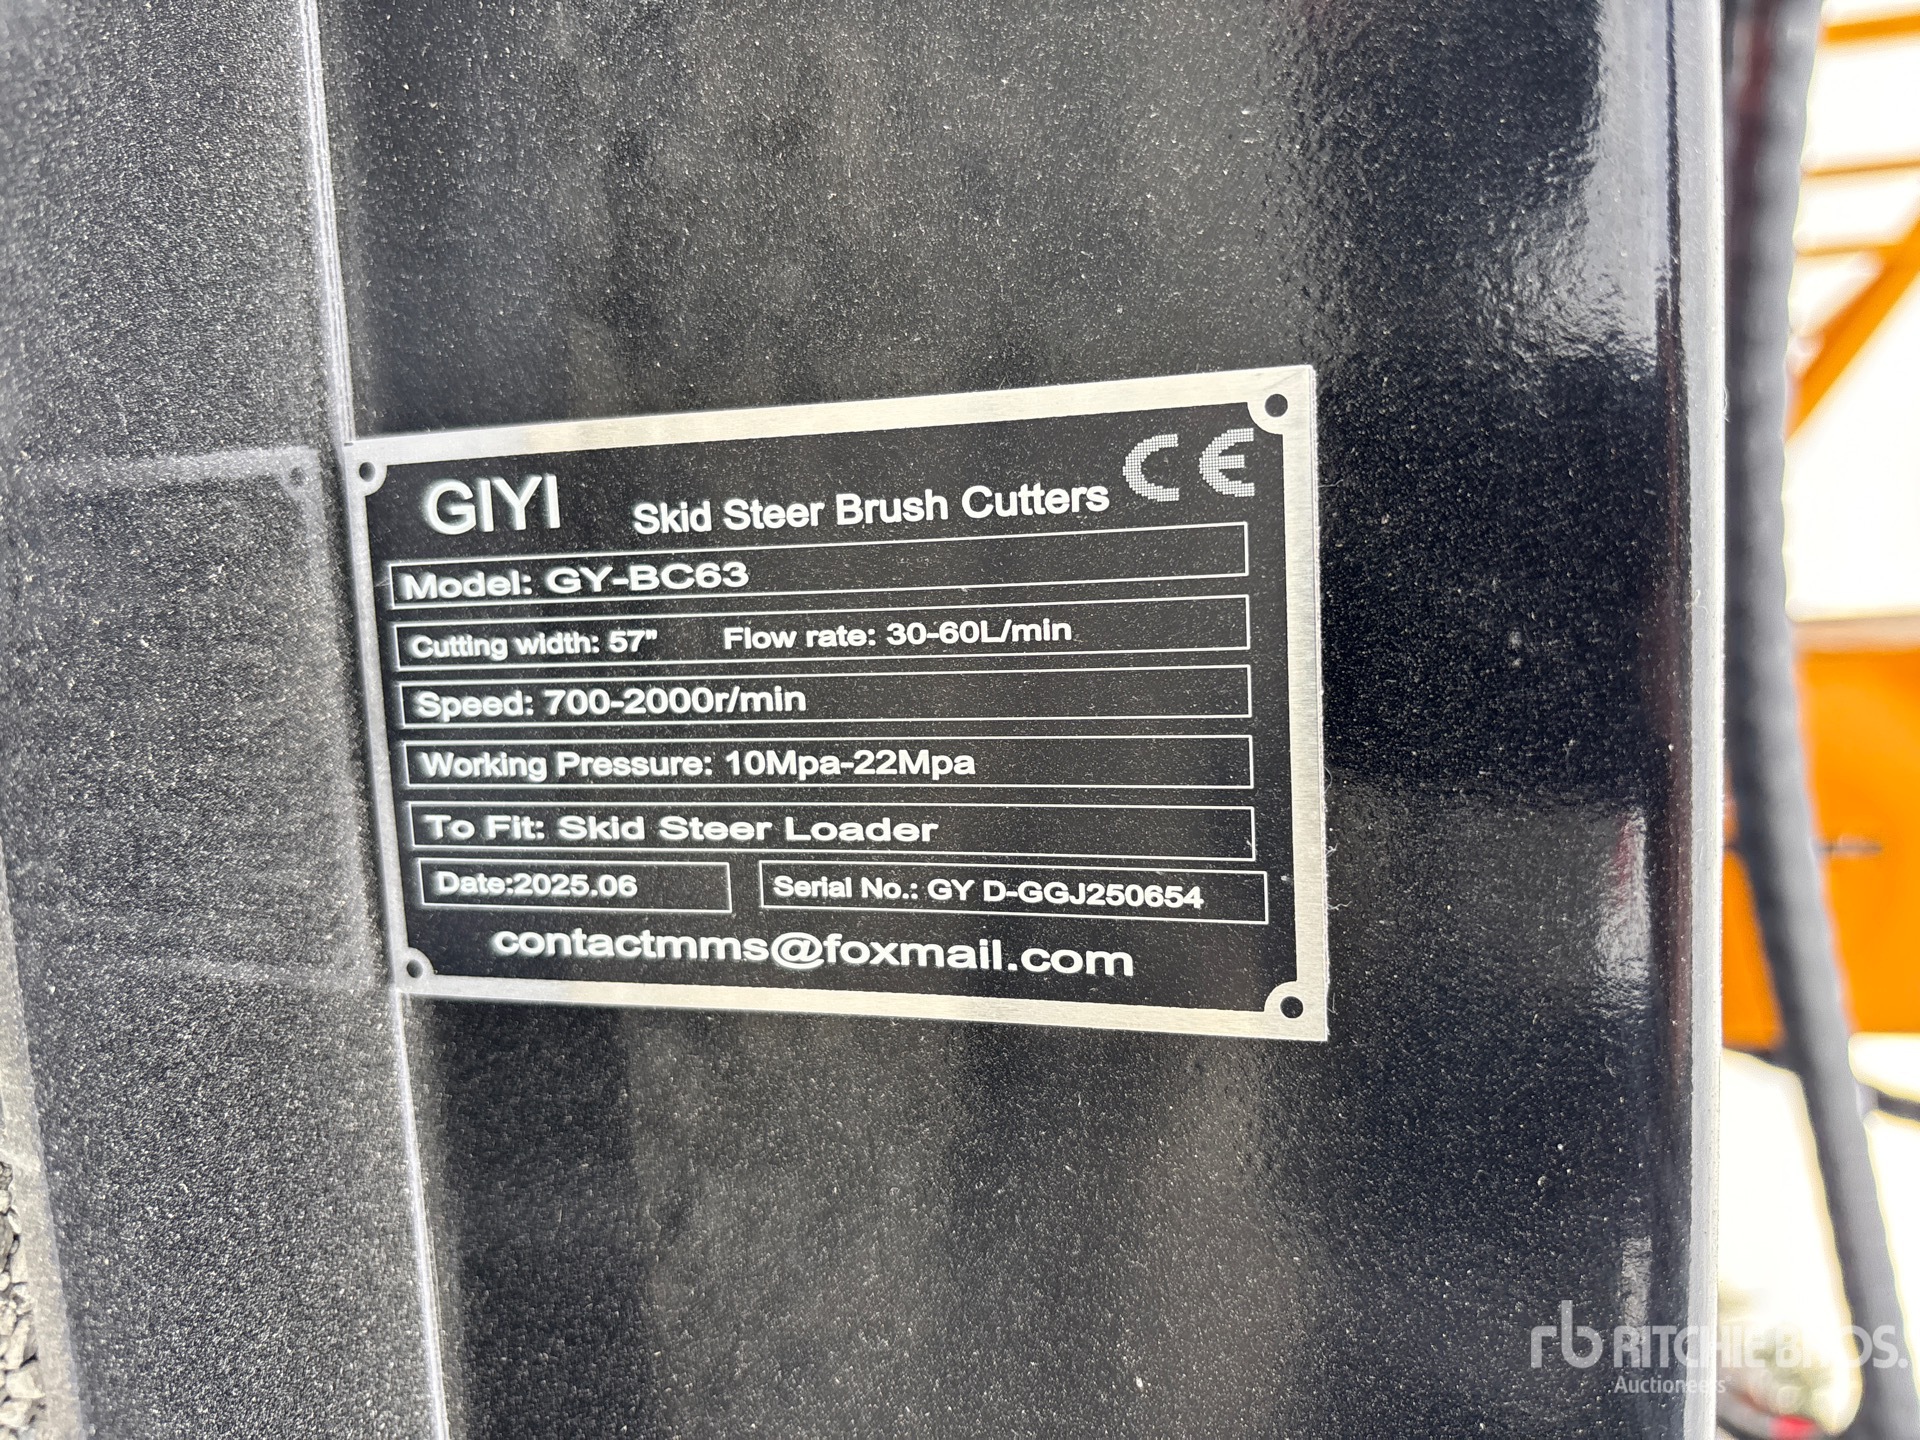 GIYI Skid Steer Brush Cutters CE
Model: GY-BC63
Cutting width: 57" Flow rate: 30-60L/min
Speed: 700-2000r/min
Working Pressure: 10Mpa-22Mpa
To Fit: Skid Steer Loader
Date:2025.06 Serial No.: GY D-GGJ250654
contactmms@foxmail.com
rb RITCHIE BROS.
Auctioneers